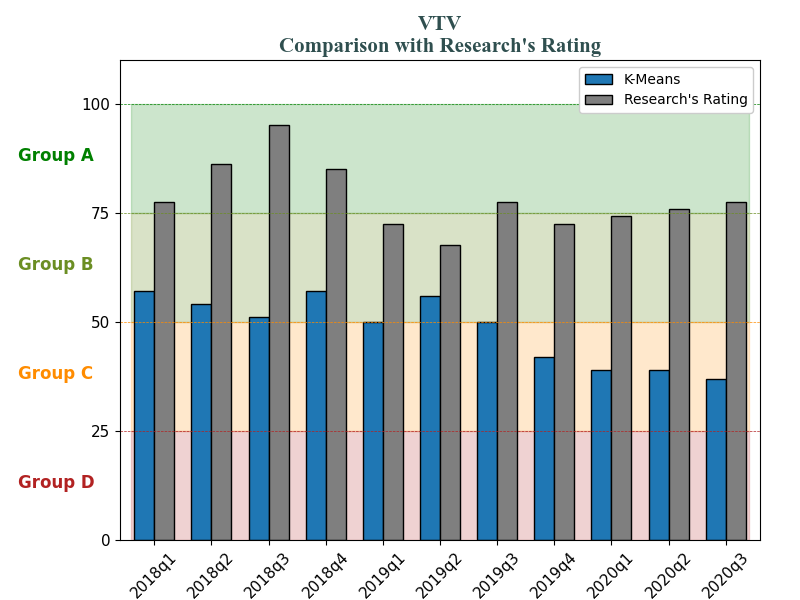 VTV
Comparison with Research's Rating
K-Means
Research's Rating
100
Group A
75
Group B
50
Group C
25
Group D
0
2018q1 2018q2 2018q3 2018q4 2019q1 2019q2 2019q3 2019q4 2020q1 2020q2 2020q3